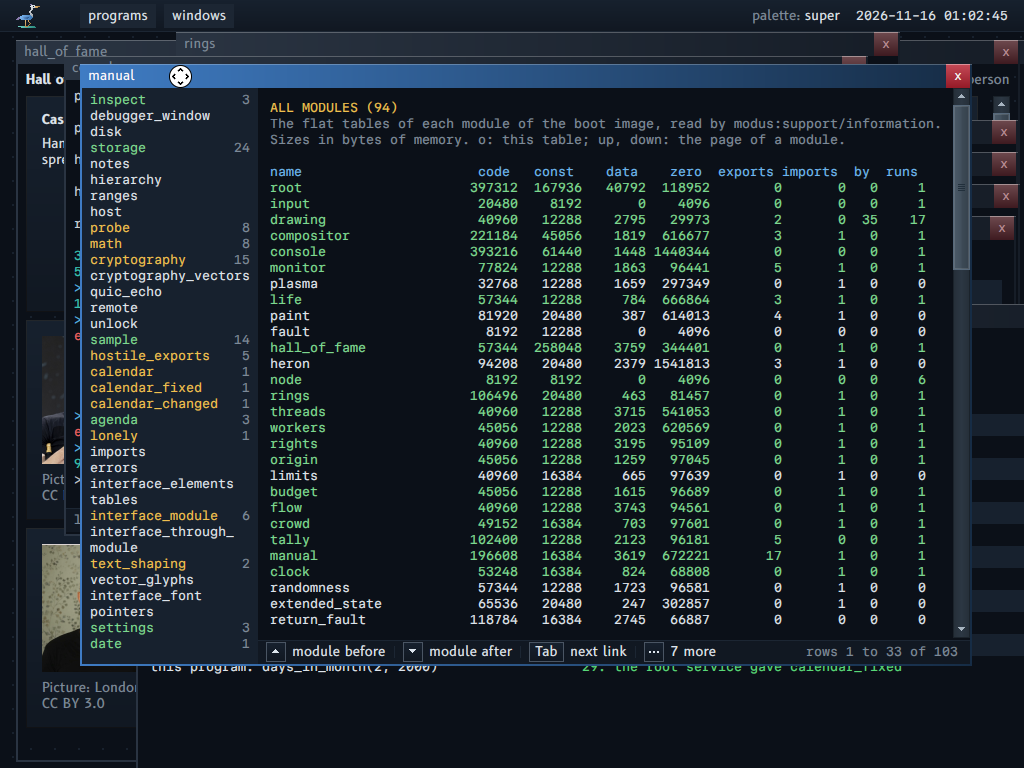 programs windows palette: super 2026-11-16 01:02:45
rings x
hall_of_fame x
manual x
Hall o
erson
Cas
Han
spre
Pict
CC
Picture: Londor
CC BY 3.0
inspect 3
debugger_window
disk
storage 24
notes
hierarchy
ranges
host
probe 8
math 8
cryptography 15
cryptography_vectors
quic_echo
remote
unlock
sample 14
hostile_exports 5
calendar 1
calendar_fixed 1
calendar_changed 1
agenda 3
lonely 1
imports
errors
interface_elements
tables
interface_module 6
interface_through_
module
text_shaping 2
vector_glyphs
interface_font
pointers
settings 3
date 1
ALL MODULES (94)
The flat tables of each module of the boot image, read by modus:support/information.
Sizes in bytes of memory. o: this table; up, down: the page of a module.
name code const data zero exports imports by runs
root 397312 167936 40792 118952 0 0 0 1
input 20480 8192 0 4096 0 0 0 1
drawing 40960 12288 2795 29973 2 0 35 17
compositor 221184 45056 1819 616677 3 1 0 1
console 393216 61440 1448 1440344 0 1 0 1
monitor 77824 12288 1863 96441 5 1 0 1
plasma 32768 12288 1659 297349 0 1 0 0
life 57344 12288 784 666864 3 1 0 1
paint 81920 20480 387 614013 4 1 0 0
fault 8192 12288 0 4096 0 0 0 0
hall_of_fame 57344 258048 3759 344401 0 1 0 1
heron 94208 20480 2379 1541813 3 1 0 0
node 8192 8192 0 4096 0 0 0 6
rings 106496 20480 463 81457 0 1 0 1
threads 40960 12288 3715 541053 0 1 0 1
workers 45056 12288 2023 620569 0 1 0 1
rights 40960 12288 3195 95109 0 1 0 1
origin 45056 12288 1259 97045 0 1 0 1
limits 40960 16384 665 97639 0 1 0 0
budget 45056 12288 1615 96689 0 1 0 1
flow 40960 12288 3743 94561 0 1 0 1
crowd 49152 16384 703 97601 0 1 0 1
tally 102400 12288 2123 96181 5 1 0 1
manual 196608 16384 3619 672221 17 1 0 1
clock 53248 16384 824 68808 0 1 0 1
randomness 57344 12288 1723 96581 0 1 0 0
extended_state 65536 20480 247 302857 0 1 0 0
return_fault 118784 16384 2745 66887 0 1 0 0
module before module after Tab next link ... 7 more rows 1 to 33 of 103
this program: days_in_month(2, 2000) 29: the root service gave calendar_fixed